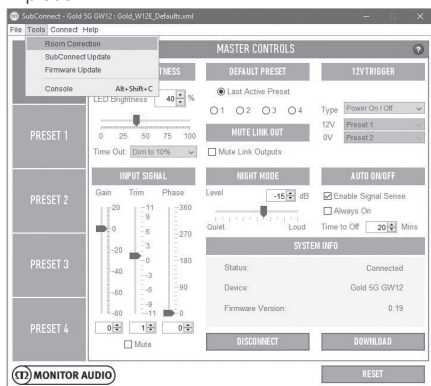 SubConnect - Gold 5G GW12 : Gold_W12E_Defaults.xml
File Tools Connect Help
Room Correction
SubConnect Update
Firmware Update
Console Alt+Shift+C
MASTER CONTROLS
?
TNESS
LED Brightness 40 %
0 25 50 75 100
Time Out: Dim to 10%
DEFAULT PRESET
Last Active Preset
1 2 3 4
MUTE LINK OUT
Mute Link Outputs
12V TRIGGER
Type Power On / Off
12V Preset 1
0V Preset 2
PRESET 1
PRESET 2
PRESET 3
PRESET 4
INPUT SIGNAL
Gain Trim Phase
20 11 360
9
0 6 270
3
-20 0 180
-40 -3
-60 -6 90
-9
-80 -11 0
0 1 0
Mute
NIGHT MODE
Level -15 dB
Quiet Loud
AUTO ON/OFF
Enable Signal Sense
Always On
Time to Off 20 Mins
SYSTEM INFO
Status: Connected
Device: Gold 5G GW12
Firmware Version: 0.19
DISCONNECT DOWNLOAD
MONITOR AUDIO RESET